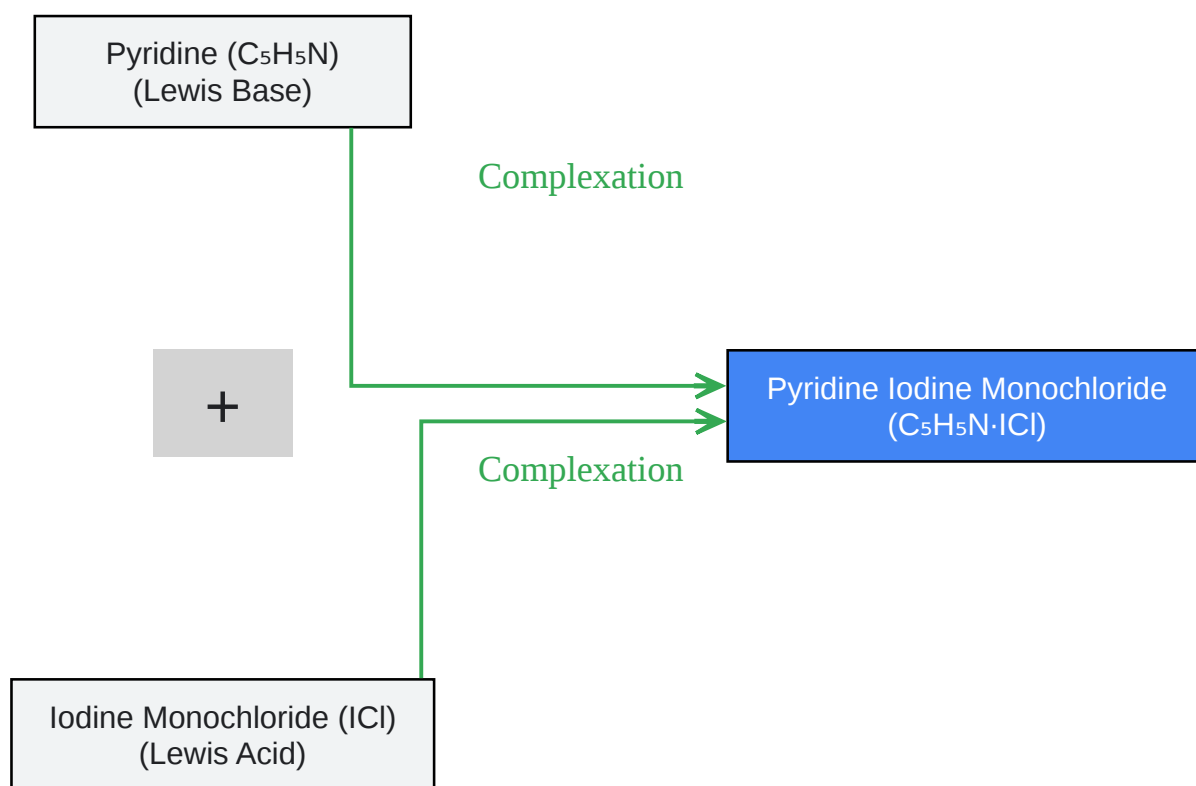 Pyridine (C₅H₅N)
(Lewis Base)
Complexation
+
Pyridine Iodine Monochloride
(C₅H₅N·ICl)
Complexation
Iodine Monochloride (ICl)
(Lewis Acid)